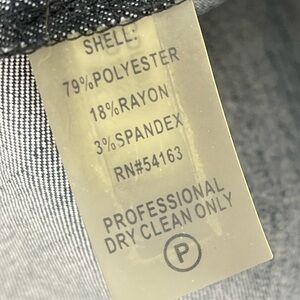 SHELL:
79%POLYESTER
18%RAYON
3%SPANDEX
RN#54163
PROFESSIONAL
DRY CLEAN ONLY
P